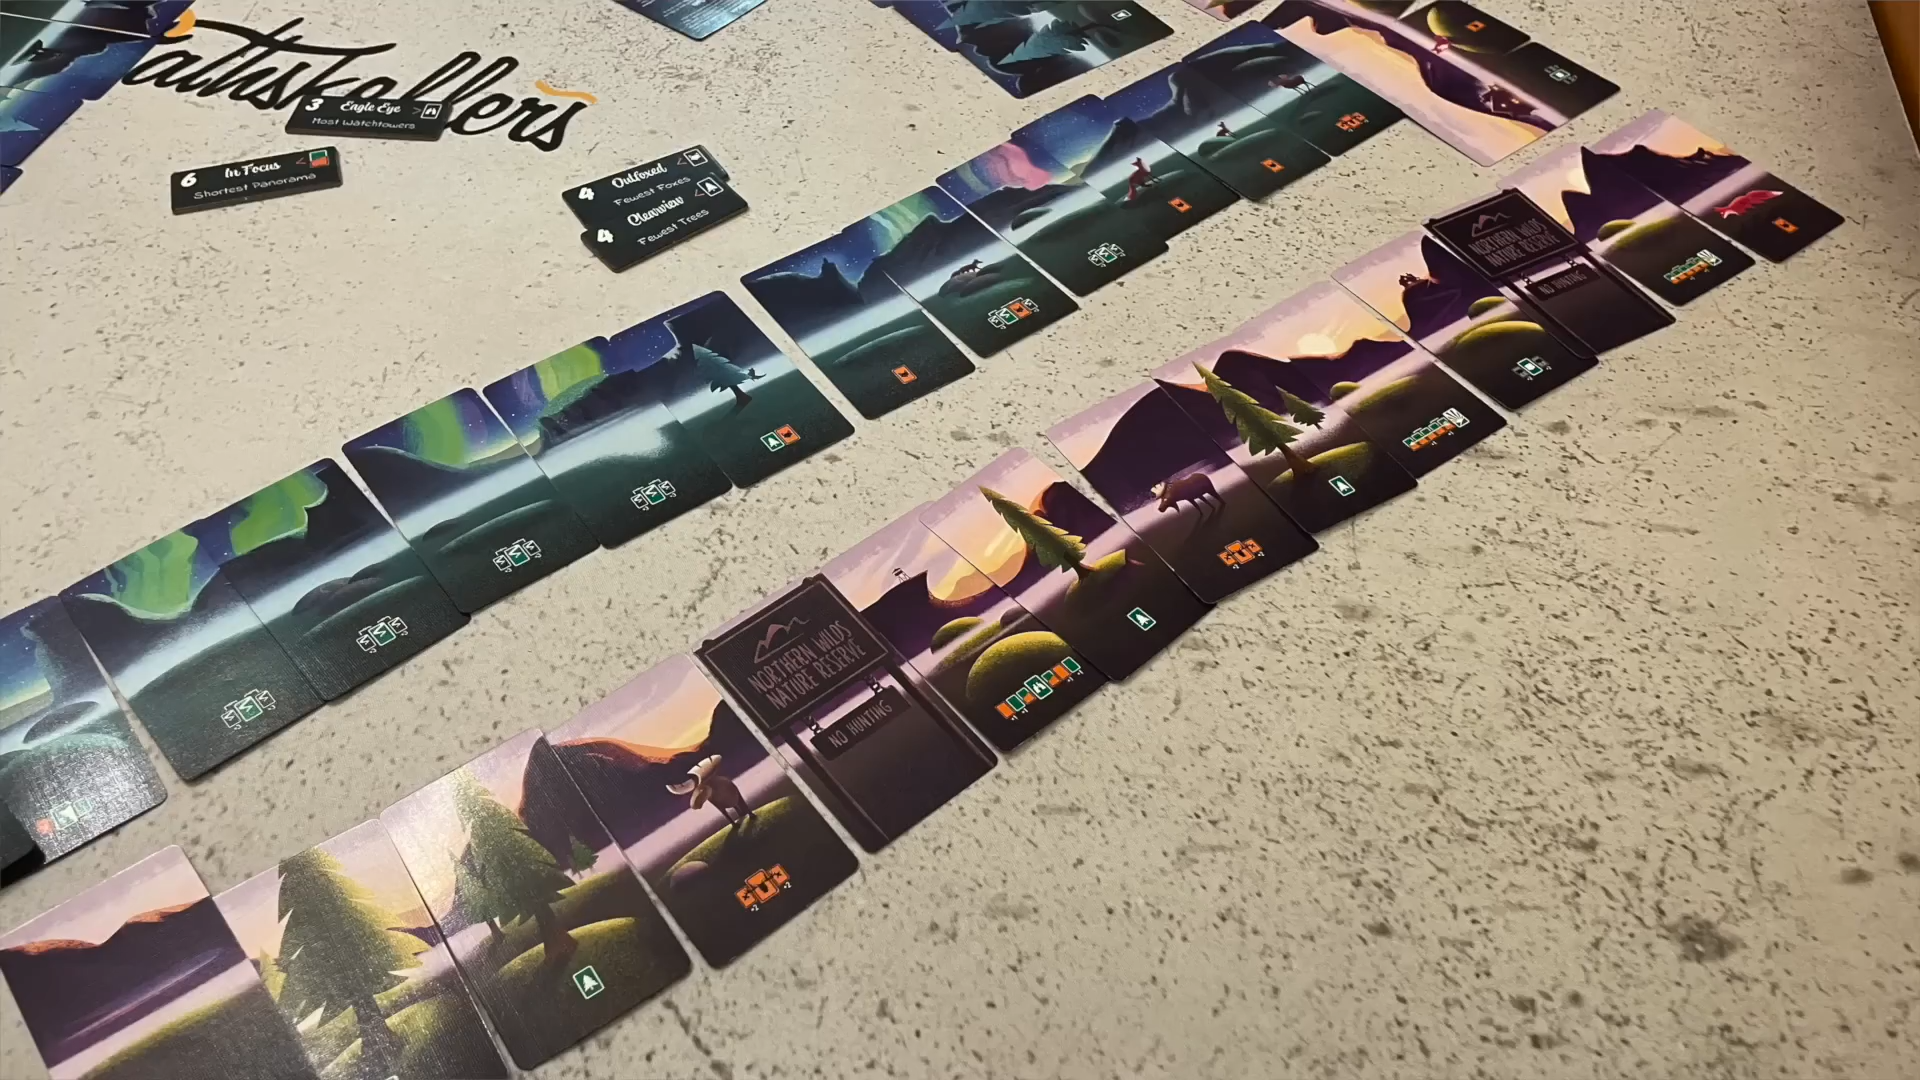 athskellers
3 Eagle Eye
Most Watchtowers
6 In Focus
Shortest Panorama
4 Outfoxed
Fewest Foxes
Clearview
4 Fewest Trees
NORTHERN WILDS
NATURE RESERVE
NO HUNTING
NORTHERN WILDS
NATURE RESERVE
NO HUNTING